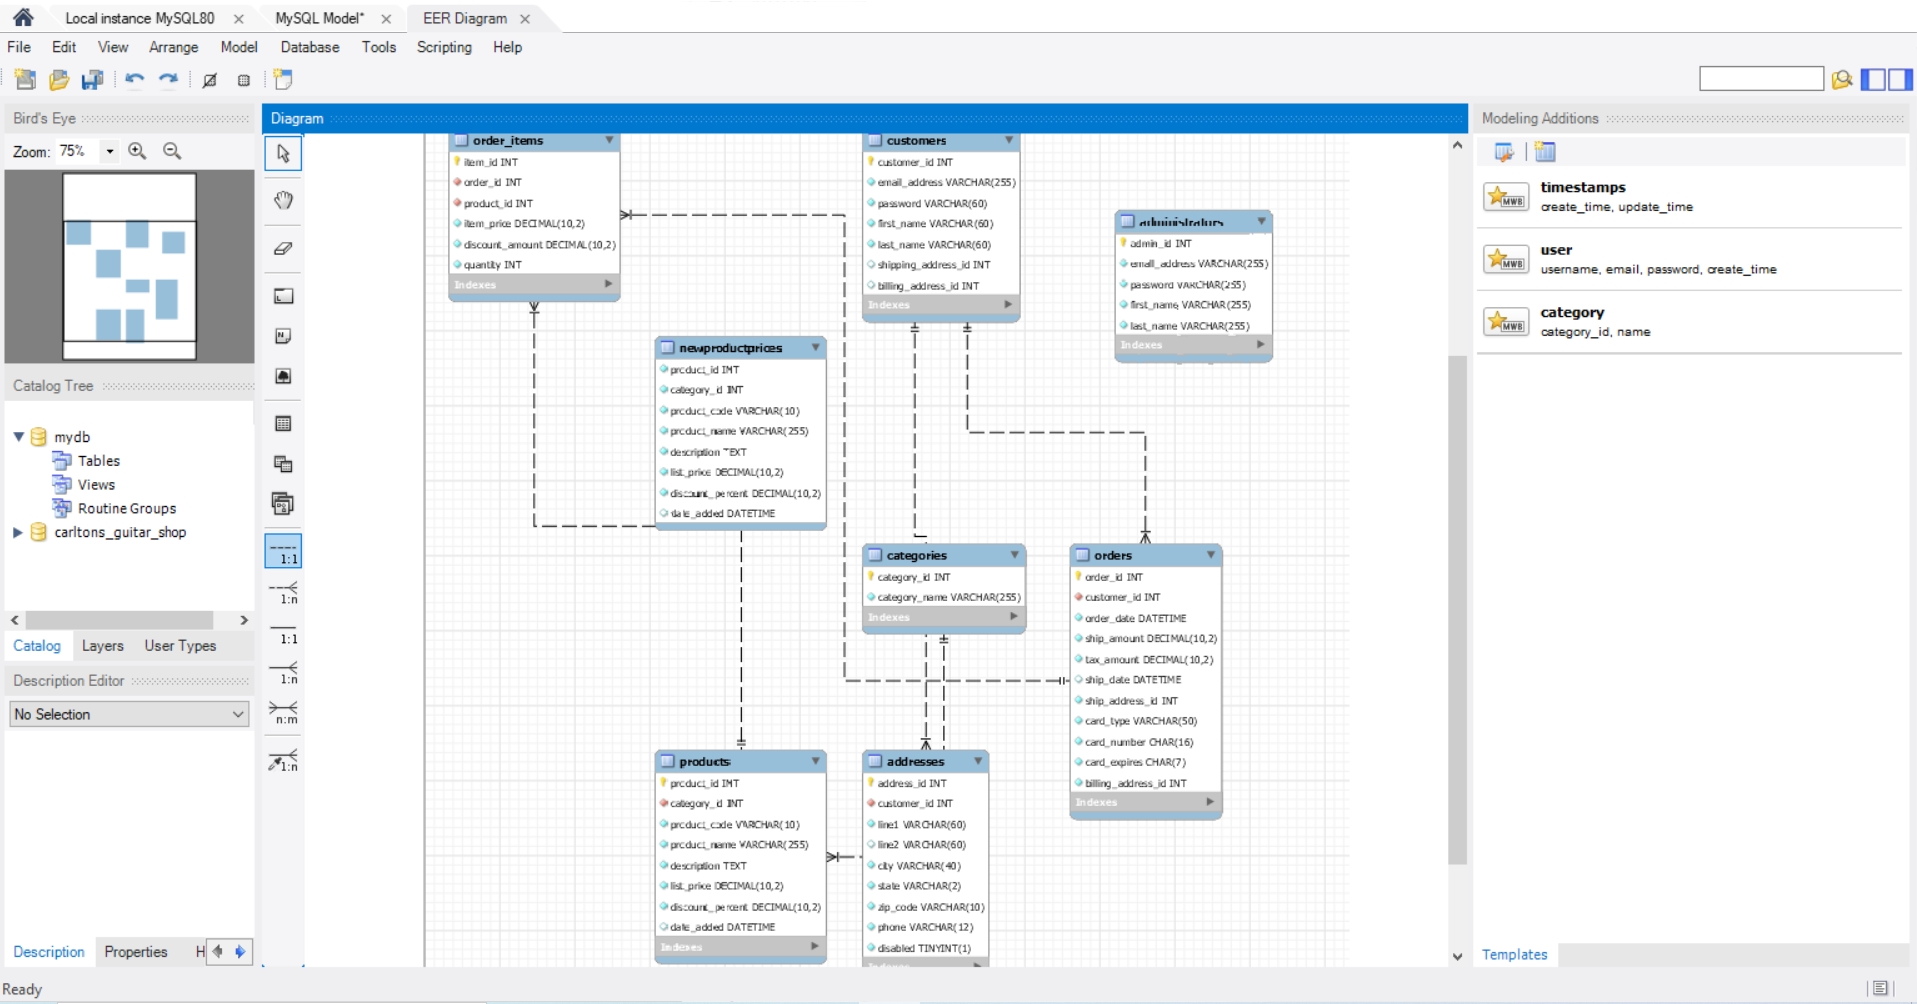 Local instance MySQL80
MySQL Model*
EER Diagram
File Edit View Arrange Model Database Tools Scripting Help
Bird's Eye
Zoom: 75%
Catalog Tree
mydb
Tables
Views
Routine Groups
carltons_guitar_shop
Catalog Layers User Types
Description Editor
No Selection
Description Properties H
Ready
Diagram
1:1
1:n
1:1
1:n
n:m
1:n
order_items
item_id INT
order_id INT
product_id INT
item_price DECIMAL(10,2)
discount_amount DECIMAL(10,2)
quantity INT
Indexes
customers
customer_id INT
email_address VARCHAR(255)
password VARCHAR(60)
first_name VARCHAR(60)
last_name VARCHAR(60)
shipping_address_id INT
billing_address_id INT
Indexes
administrators
admin_id INT
email_address VARCHAR(255)
password VARCHAR(255)
first_name VARCHAR(255)
last_name VARCHAR(255)
Indexes
newproductprices
product_id INT
category_id INT
product_code VARCHAR(10)
product_name VARCHAR(255)
description TEXT
list_price DECIMAL(10,2)
discount_percent DECIMAL(10,2)
date_added DATETIME
categories
category_id INT
category_name VARCHAR(255)
Indexes
orders
order_id INT
customer_id INT
order_date DATETIME
ship_amount DECIMAL(10,2)
tax_amount DECIMAL(10,2)
ship_date DATETIME
ship_address_id INT
card_type VARCHAR(50)
card_number CHAR(16)
card_expires CHAR(7)
billing_address_id INT
Indexes
products
product_id INT
category_id INT
product_code VARCHAR(10)
product_name VARCHAR(255)
description TEXT
list_price DECIMAL(10,2)
discount_percent DECIMAL(10,2)
date_added DATETIME
Indexes
addresses
address_id INT
customer_id INT
line1 VARCHAR(60)
line2 VARCHAR(60)
city VARCHAR(40)
state VARCHAR(2)
zip_code VARCHAR(10)
phone VARCHAR(12)
disabled TINYINT(1)
Modeling Additions
MWB
timestamps
create_time, update_time
MWB
user
username, email, password, create_time
MWB
category
category_id, name
Templates